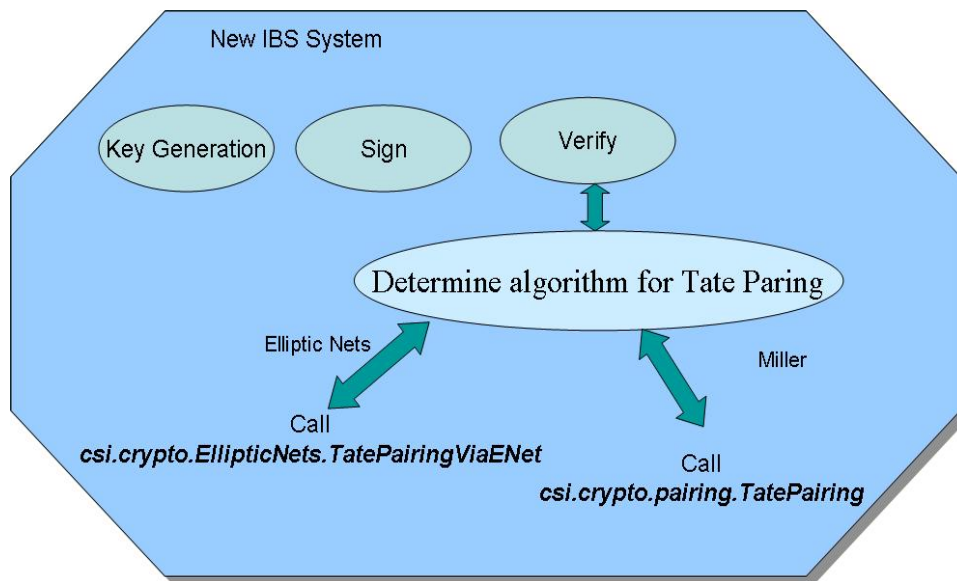 New IBS System
Key Generation
Sign
Verify
Determine algorithm for Tate Paring
Elliptic Nets
Miller
Call
csi.crypto.EllipticNets.TatePairingViaENet
Call
csi.crypto.pairing.TatePairing